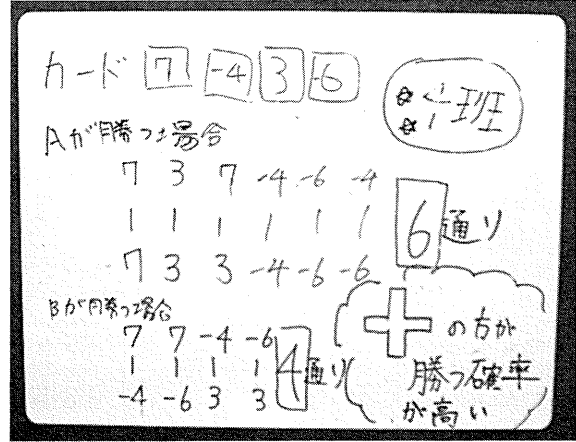 カード 7 -4 3 -6
1班
Aが勝つ場合
7 3 7 -4 -6 -4
| | | | | |
7 3 3 -4 -6 -6
6通り
Bが勝つ場合
7 7 -4 -6
| | | |
-4 -6 3 3
4通り
+の方が
勝つ確率
が高い